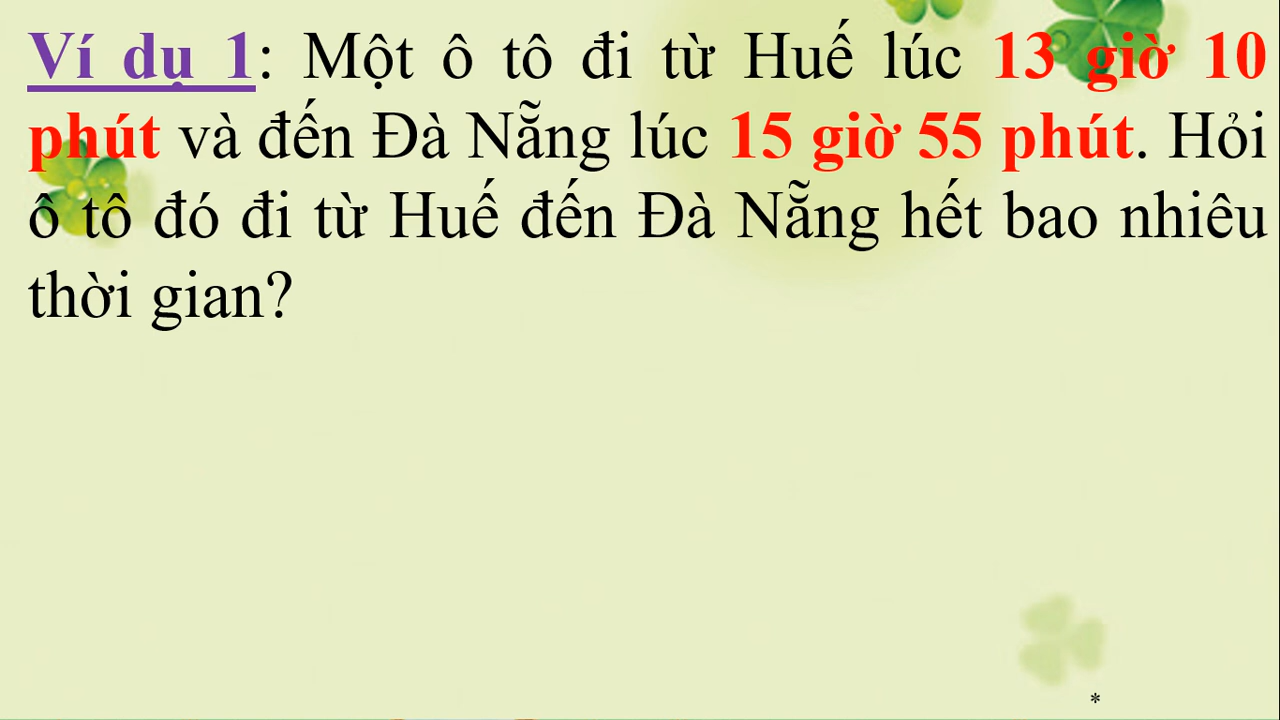 Ví dụ 1: Một ô tô đi từ Huế lúc 13 giờ 10
phút và đến Đà Nẵng lúc 15 giờ 55 phút. Hỏi
ô tô đó đi từ Huế đến Đà Nẵng hết bao nhiêu
thời gian?
*